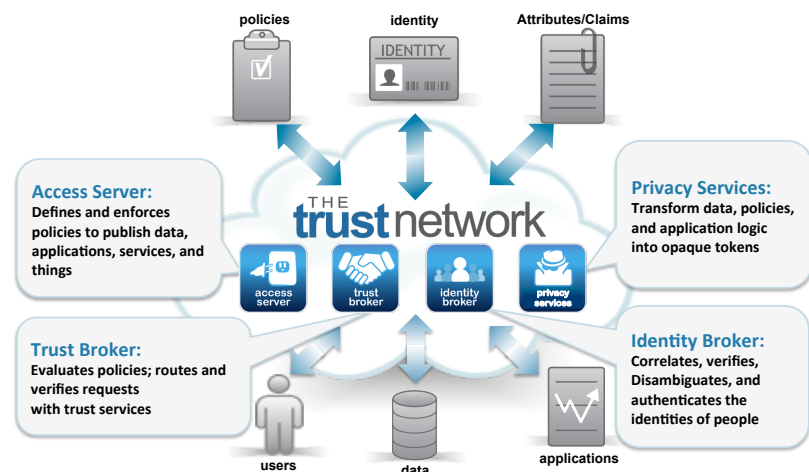 policies
identity
Attributes/Claims
IDENTITY
Access Server:
Defines and enforces
policies to publish data,
applications, services, and
things
THE
trust network
Privacy Services:
Transform data, policies,
and application logic
into opaque tokens
access
server
trust
broker
identity
broker
privacy
services
Trust Broker:
Evaluates policies; routes and
verifies requests
with trust services
Identity Broker:
Correlates, verifies,
Disambiguates, and
authenticates the
identities of people
users
data
applications